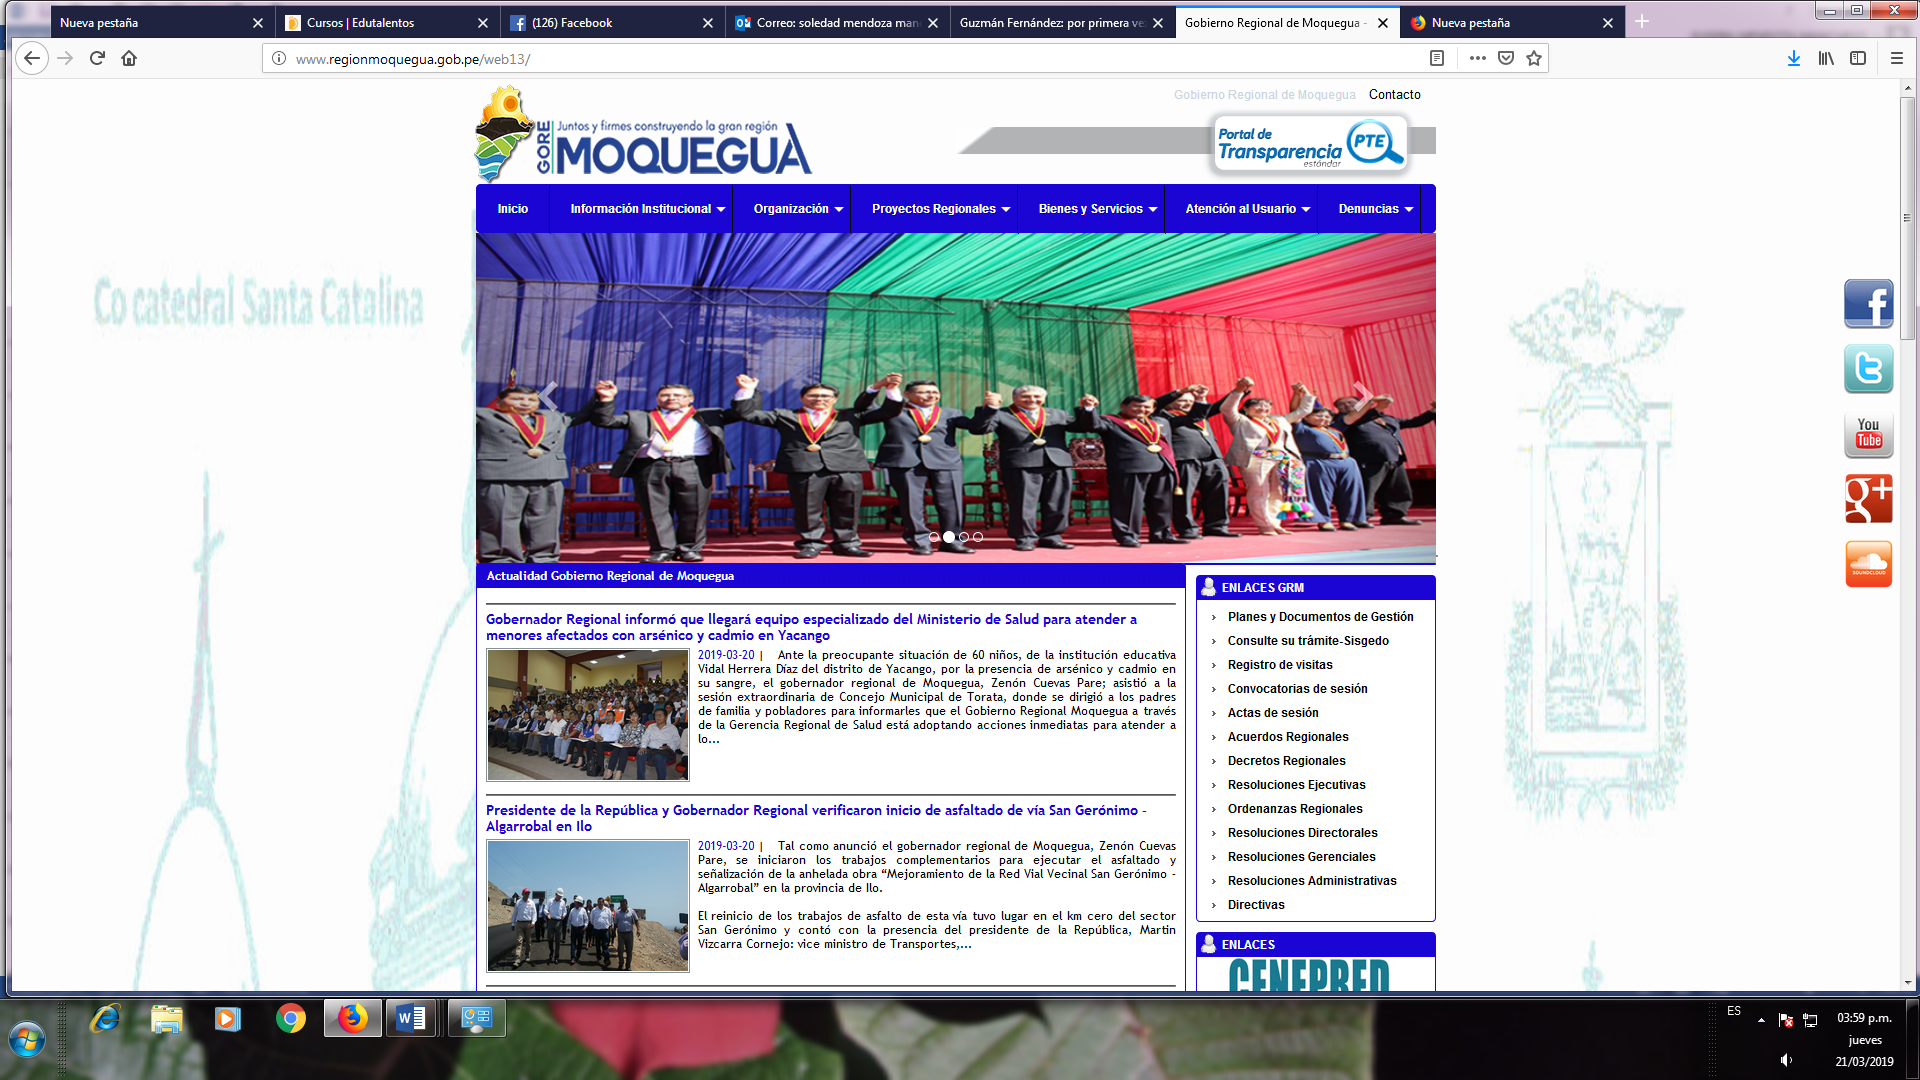 Nueva pestaña
Cursos | Edutalentos
(126) Facebook
Correo: soledad mendoza man
Guzmán Fernández: por primera ve
Gobierno Regional de Moquegua -
Nueva pestaña
www.regionmoquegua.gob.pe/web13/
Gobierno Regional de Moquegua Contacto
GORE
Juntos y firmes construyendo la gran región
MOQUEGUA
Portal de
Transparencia
estándar
PTE
Inicio Información Institucional Organización Proyectos Regionales Bienes y Servicios Atención al Usuario Denuncias
Co catedral Santa Catalina
You
Tube
g+
SOUNDCLOUD
Actualidad Gobierno Regional de Moquegua
Gobernador Regional informó que llegará equipo especializado del Ministerio de Salud para atender a
menores afectados con arsénico y cadmio en Yacango
2019-03-20 | Ante la preocupante situación de 60 niños, de la institución educativa
Vidal Herrera Díaz del distrito de Yacango, por la presencia de arsénico y cadmio en
su sangre, el gobernador regional de Moquegua, Zenón Cuevas Pare; asistió a la
sesión extraordinaria de Concejo Municipal de Torata, donde se dirigió a los padres
de familia y pobladores para informarles que el Gobierno Regional Moquegua a través
de la Gerencia Regional de Salud está adoptando acciones inmediatas para atender a
lo...
Presidente de la República y Gobernador Regional verificaron inicio de asfaltado de vía San Gerónimo -
Algarrobal en Ilo
2019-03-20 | Tal como anunció el gobernador regional de Moquegua, Zenón Cuevas
Pare, se iniciaron los trabajos complementarios para ejecutar el asfaltado y
señalización de la anhelada obra “Mejoramiento de la Red Vial Vecinal San Gerónimo -
Algarrobal” en la provincia de Ilo.
El reinicio de los trabajos de asfalto de esta vía tuvo lugar en el km cero del sector
San Gerónimo y contó con la presencia del presidente de la República, Martin
Vizcarra Cornejo: vice ministro de Transportes,...
ENLACES GRM
Planes y Documentos de Gestión
Consulte su trámite-Sisgedo
Registro de visitas
Convocatorias de sesión
Actas de sesión
Acuerdos Regionales
Decretos Regionales
Resoluciones Ejecutivas
Ordenanzas Regionales
Resoluciones Directorales
Resoluciones Gerenciales
Resoluciones Administrativas
Directivas
ENLACES
CENEPRED
ES
03:59 p.m.
jueves
21/03/2019